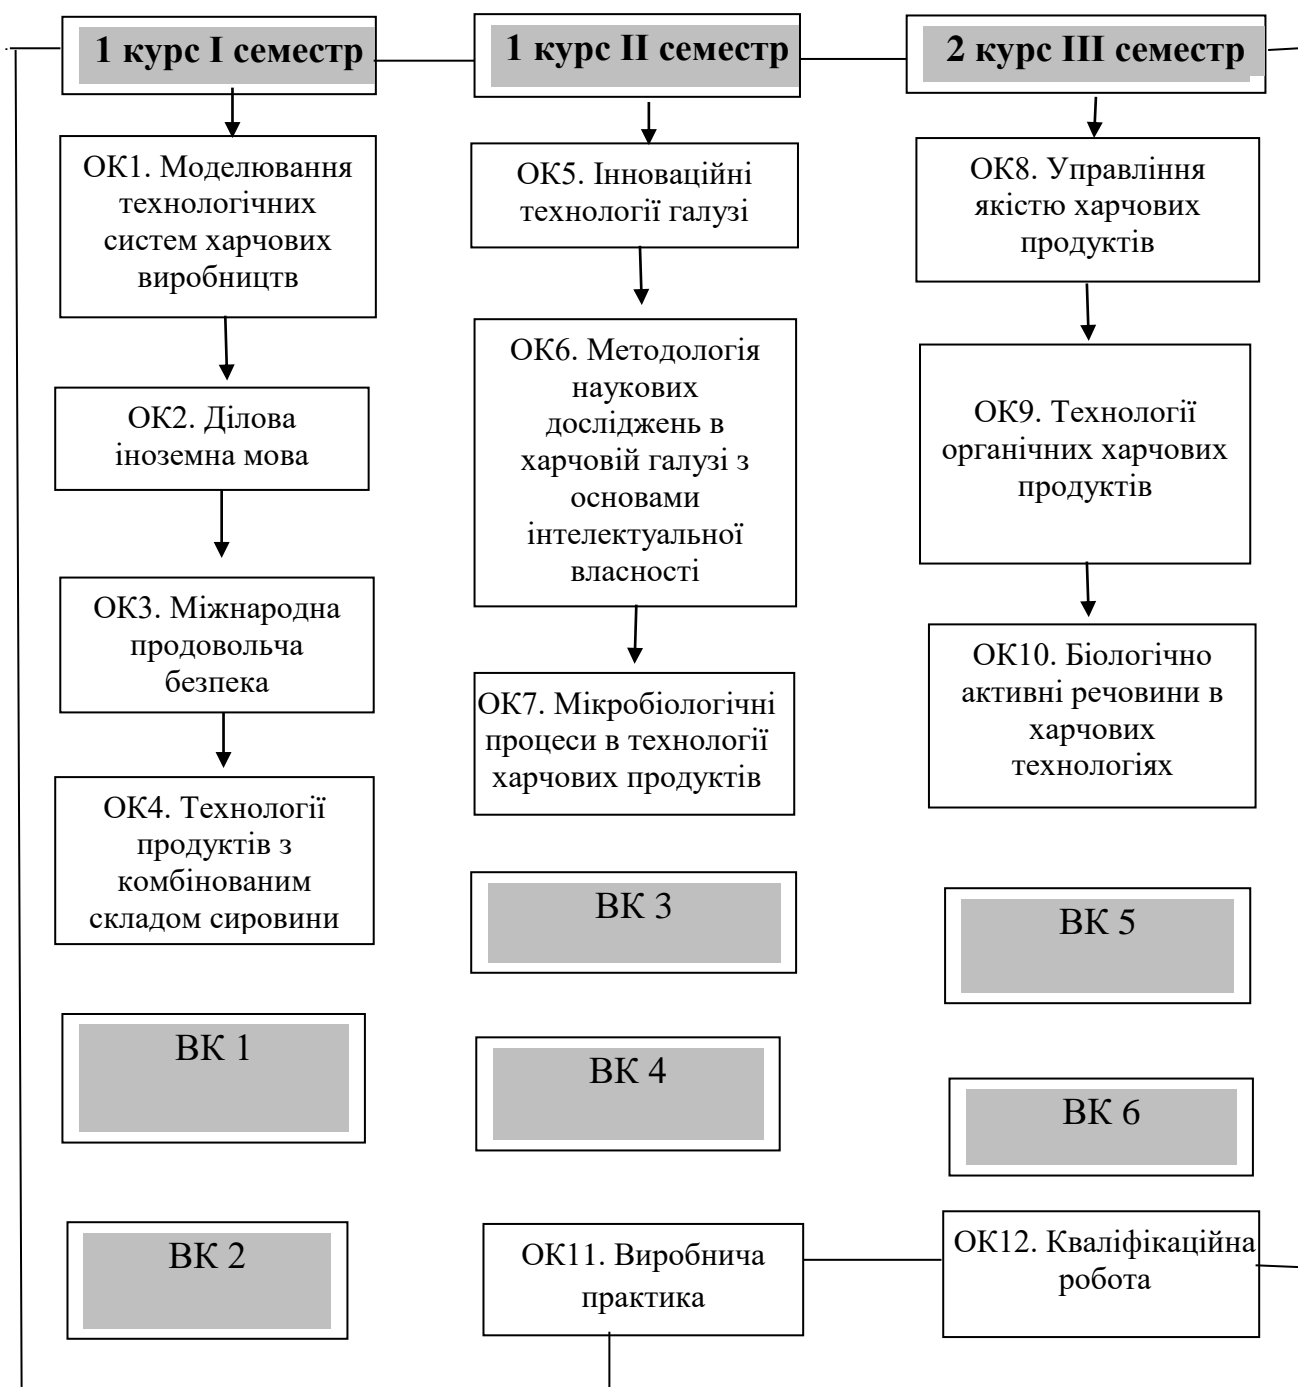 1 курс І семестр
1 курс ІІ семестр
2 курс ІІІ семестр
ОК1. Моделювання
технологічних
систем харчових
виробництв
ОК2. Ділова
іноземна мова
ОК3. Міжнародна
продовольча
безпека
ОК4. Технології
продуктів з
комбінованим
складом сировини
ВК 1
ВК 2
ОК5. Інноваційні
технології галузі
ОК6. Методологія
наукових
досліджень в
харчовій галузі з
основами
інтелектуальної
власності
ОК7. Мікробіологічні
процеси в технології
харчових продуктів
ВК 3
ВК 4
ОК11. Виробнича
практика
ОК8. Управління
якістю харчових
продуктів
ОК9. Технології
органічних харчових
продуктів
ОК10. Біологічно
активні речовини в
харчових
технологіях
ВК 5
ВК 6
ОК12. Кваліфікаційна
робота